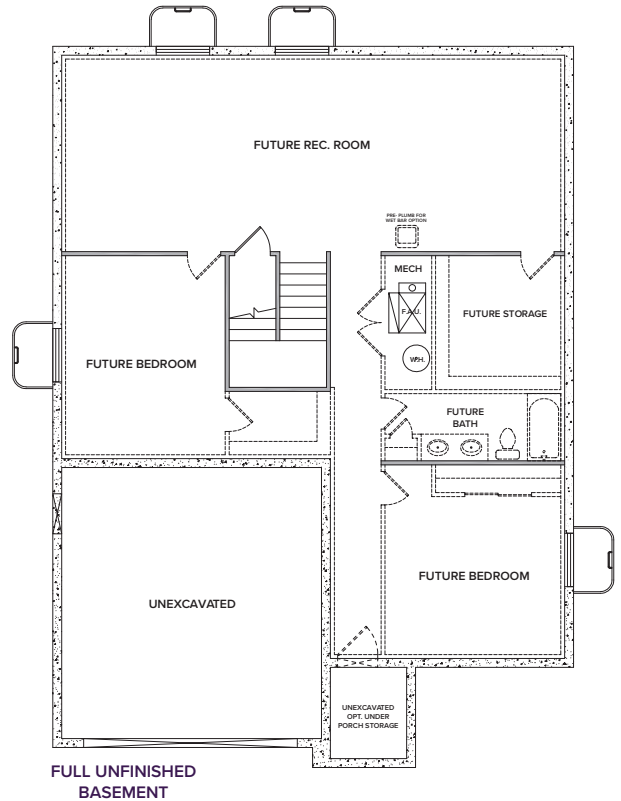 FUTURE REC. ROOM
PRE- PLUMB FOR
WET BAR OPTION
MECH
F.A.U.
FUTURE STORAGE
W.H.
FUTURE BEDROOM
FUTURE
BATH
FUTURE BEDROOM
UNEXCAVATED
UNEXCAVATED
OPT. UNDER
PORCH STORAGE
FULL UNFINISHED
BASEMENT